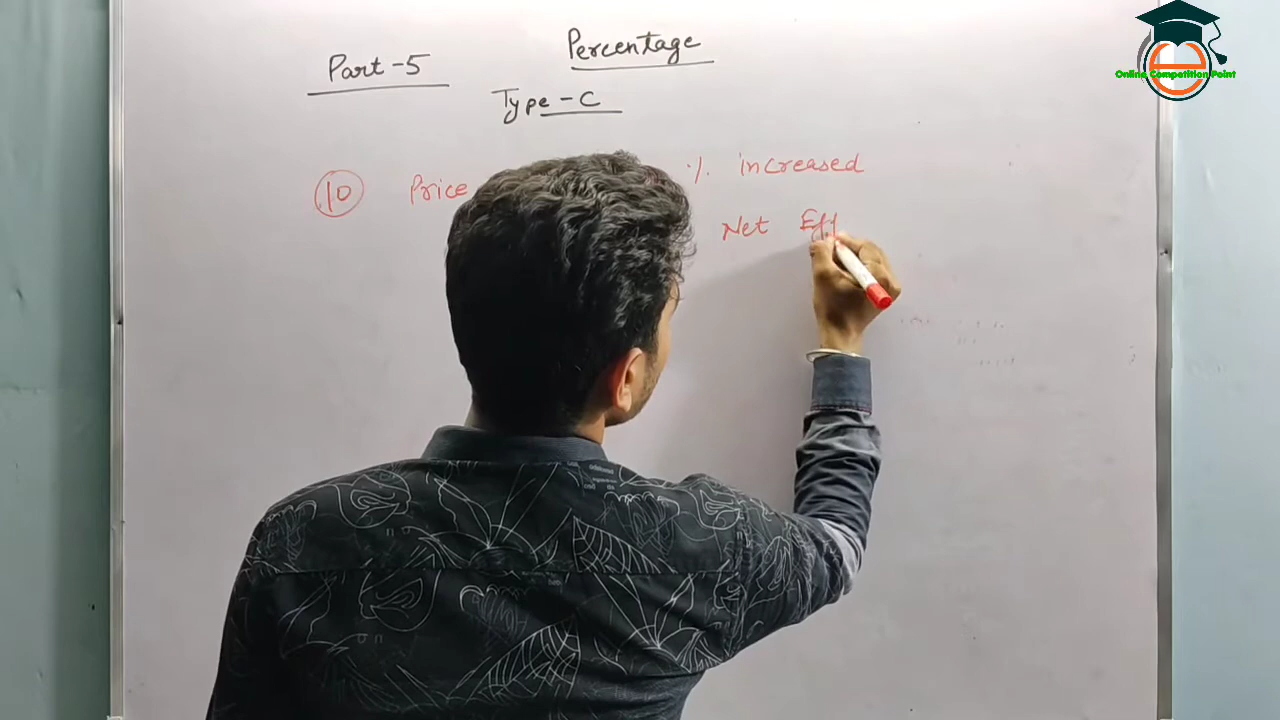 Percentage
Part-5
Type-C
Online Competition Point
10 Price % increased
Net Eff